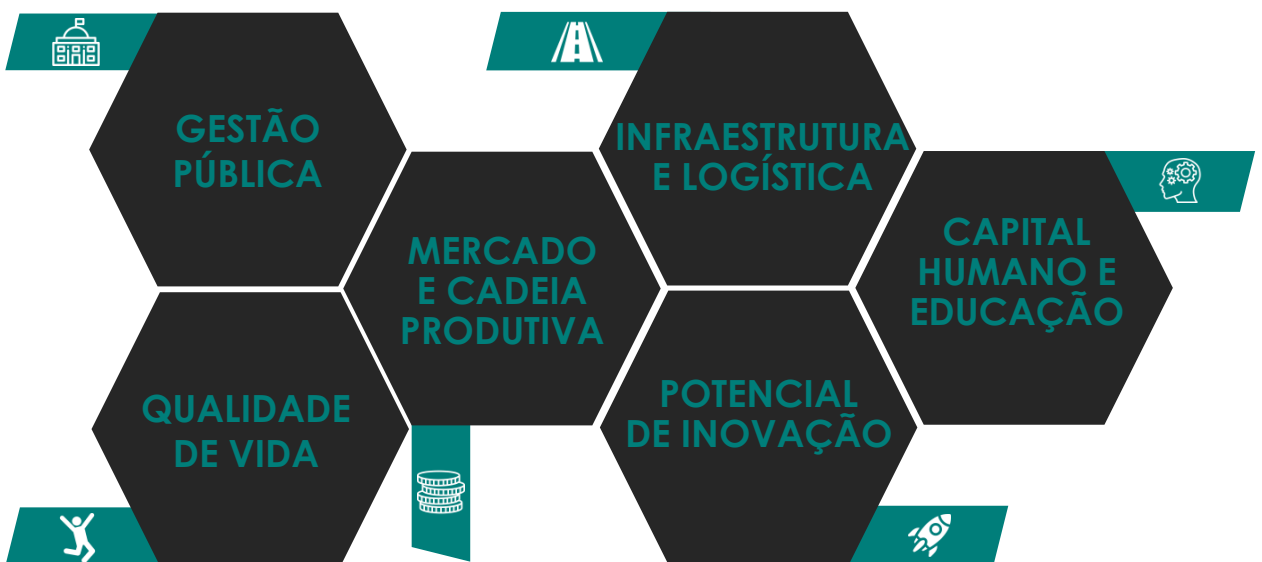 GESTÃO
PÚBLICA
INFRAESTRUTURA
E LOGÍSTICA
MERCADO
E CADEIA
PRODUTIVA
CAPITAL
HUMANO E
EDUCAÇÃO
QUALIDADE
DE VIDA
POTENCIAL
DE INOVAÇÃO